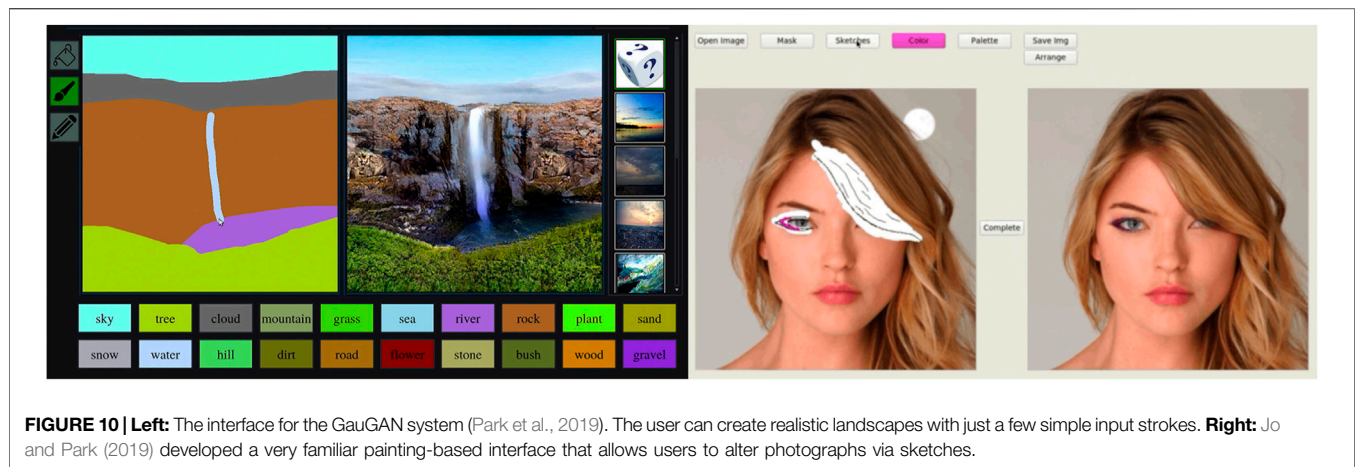 ? ? ?
Open Image Mask Sketches Color Palette Save Img
Arrange
Complete
sky tree cloud mountain grass sea river rock plant sand
snow water hill dirt road flower stone bush wood gravel
FIGURE 10 | Left: The interface for the GauGAN system (Park et al., 2019). The user can create realistic landscapes with just a few simple input strokes. Right: Jo
and Park (2019) developed a very familiar painting-based interface that allows users to alter photographs via sketches.